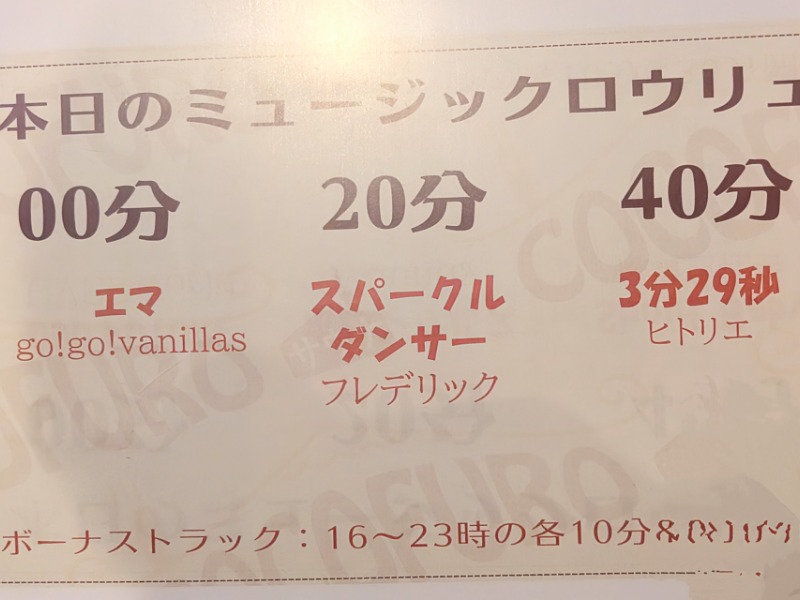 本日のミュージックロウリュ
00分
エマ
go!go!vanillas
20分
スパークル
ダンサー
フレデリック
40分
3分29秒
ヒトリエ
ボーナストラック：16〜23時の各10分&